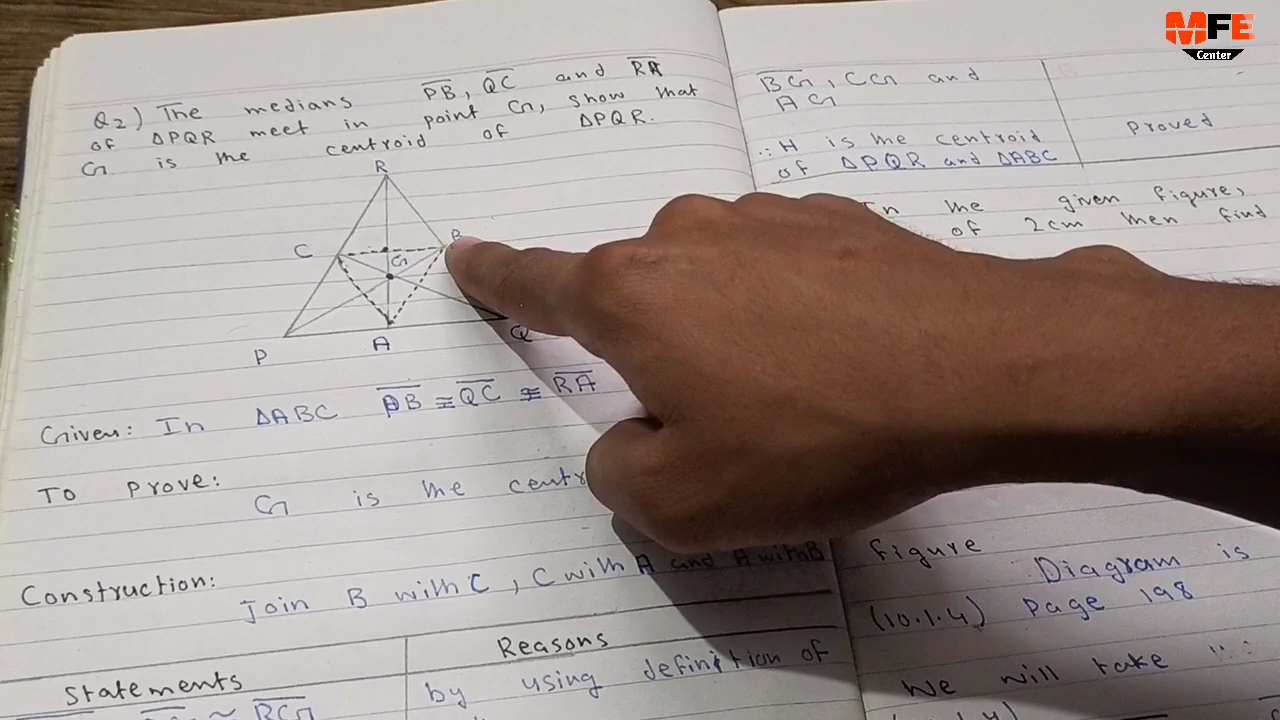 MFE
Center
Q2) The medians PB, QC and RA
of ΔPQR meet in point G, show that
G is the centroid of ΔPQR.
R
C
B
G
P
A
Q
Given: In ΔABC PB ≅ QC ≅ RA
To Prove:
G is the
Construction:
Join B with C, C with A and A with B
Statements
Reasons
by using definition of
BG, CG and
AG
∴ H is the centroid
of ΔPQR and ΔABC
Proved
In the given figure,
of 2cm then find
figure
Diagram is
(10.1.4) Page 198
We will take